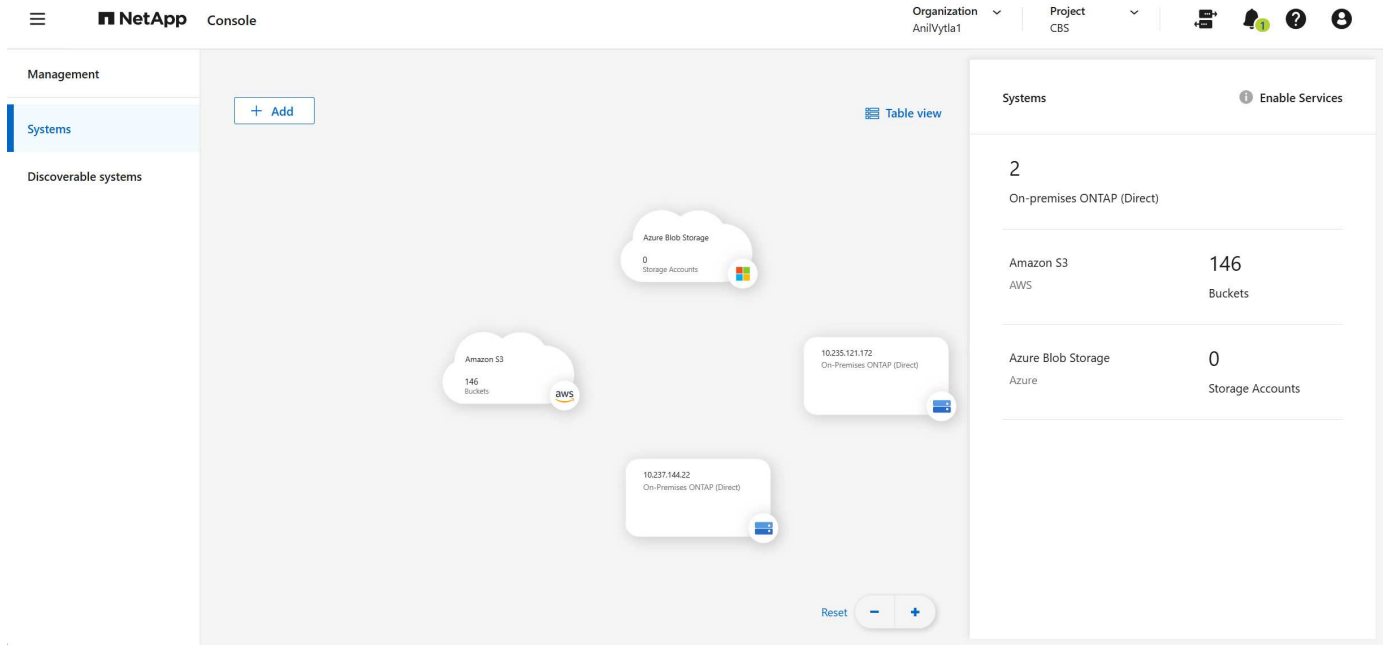 NetApp Console
Organization
AnilVytla1
Project
CBS
1
Management
Systems
Discoverable systems
+ Add
Table view
Azure Blob Storage
0
Storage Accounts
Amazon S3
146
Buckets
aws
10.235.121.172
On-Premises ONTAP (Direct)
10.237.144.22
On-Premises ONTAP (Direct)
Reset
Systems
Enable Services
2
On-premises ONTAP (Direct)
Amazon S3
AWS
146
Buckets
Azure Blob Storage
Azure
0
Storage Accounts